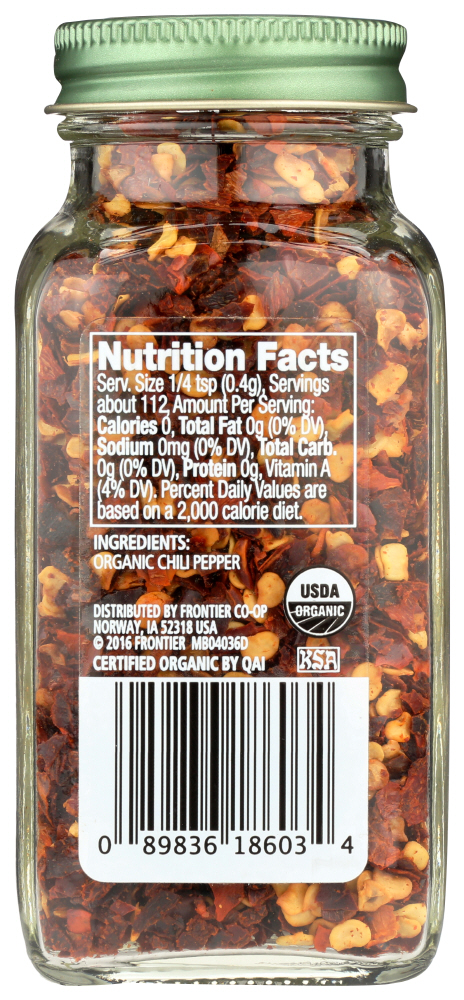 Nutrition Facts
Serv. Size 1/4 tsp (0.4g), Servings
about 112, Amount Per Serving:
Calories 0, Total Fat 0g (0% DV),
Sodium 0mg (0% DV), Total Carb.
0g (0% DV), Protein 0g, Vitamin A
(4% DV). Percent Daily Values are
based on a 2,000 calorie diet.
INGREDIENTS:
ORGANIC CHILI PEPPER
USDA
ORGANIC
DISTRIBUTED BY FRONTIER CO-OP
NORWAY, IA 52318 USA
© 2016 FRONTIER MB04036D
CERTIFIED ORGANIC BY QAI
KSA
0 89836 18603 4